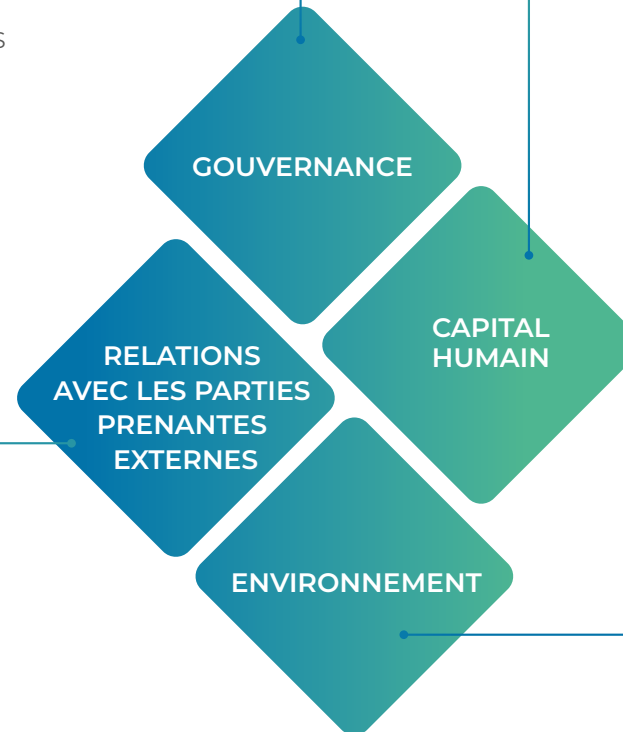 S
GOUVERNANCE
CAPITAL
HUMAIN
RELATIONS
AVEC LES PARTIES
PRENANTES
EXTERNES
ENVIRONNEMENT